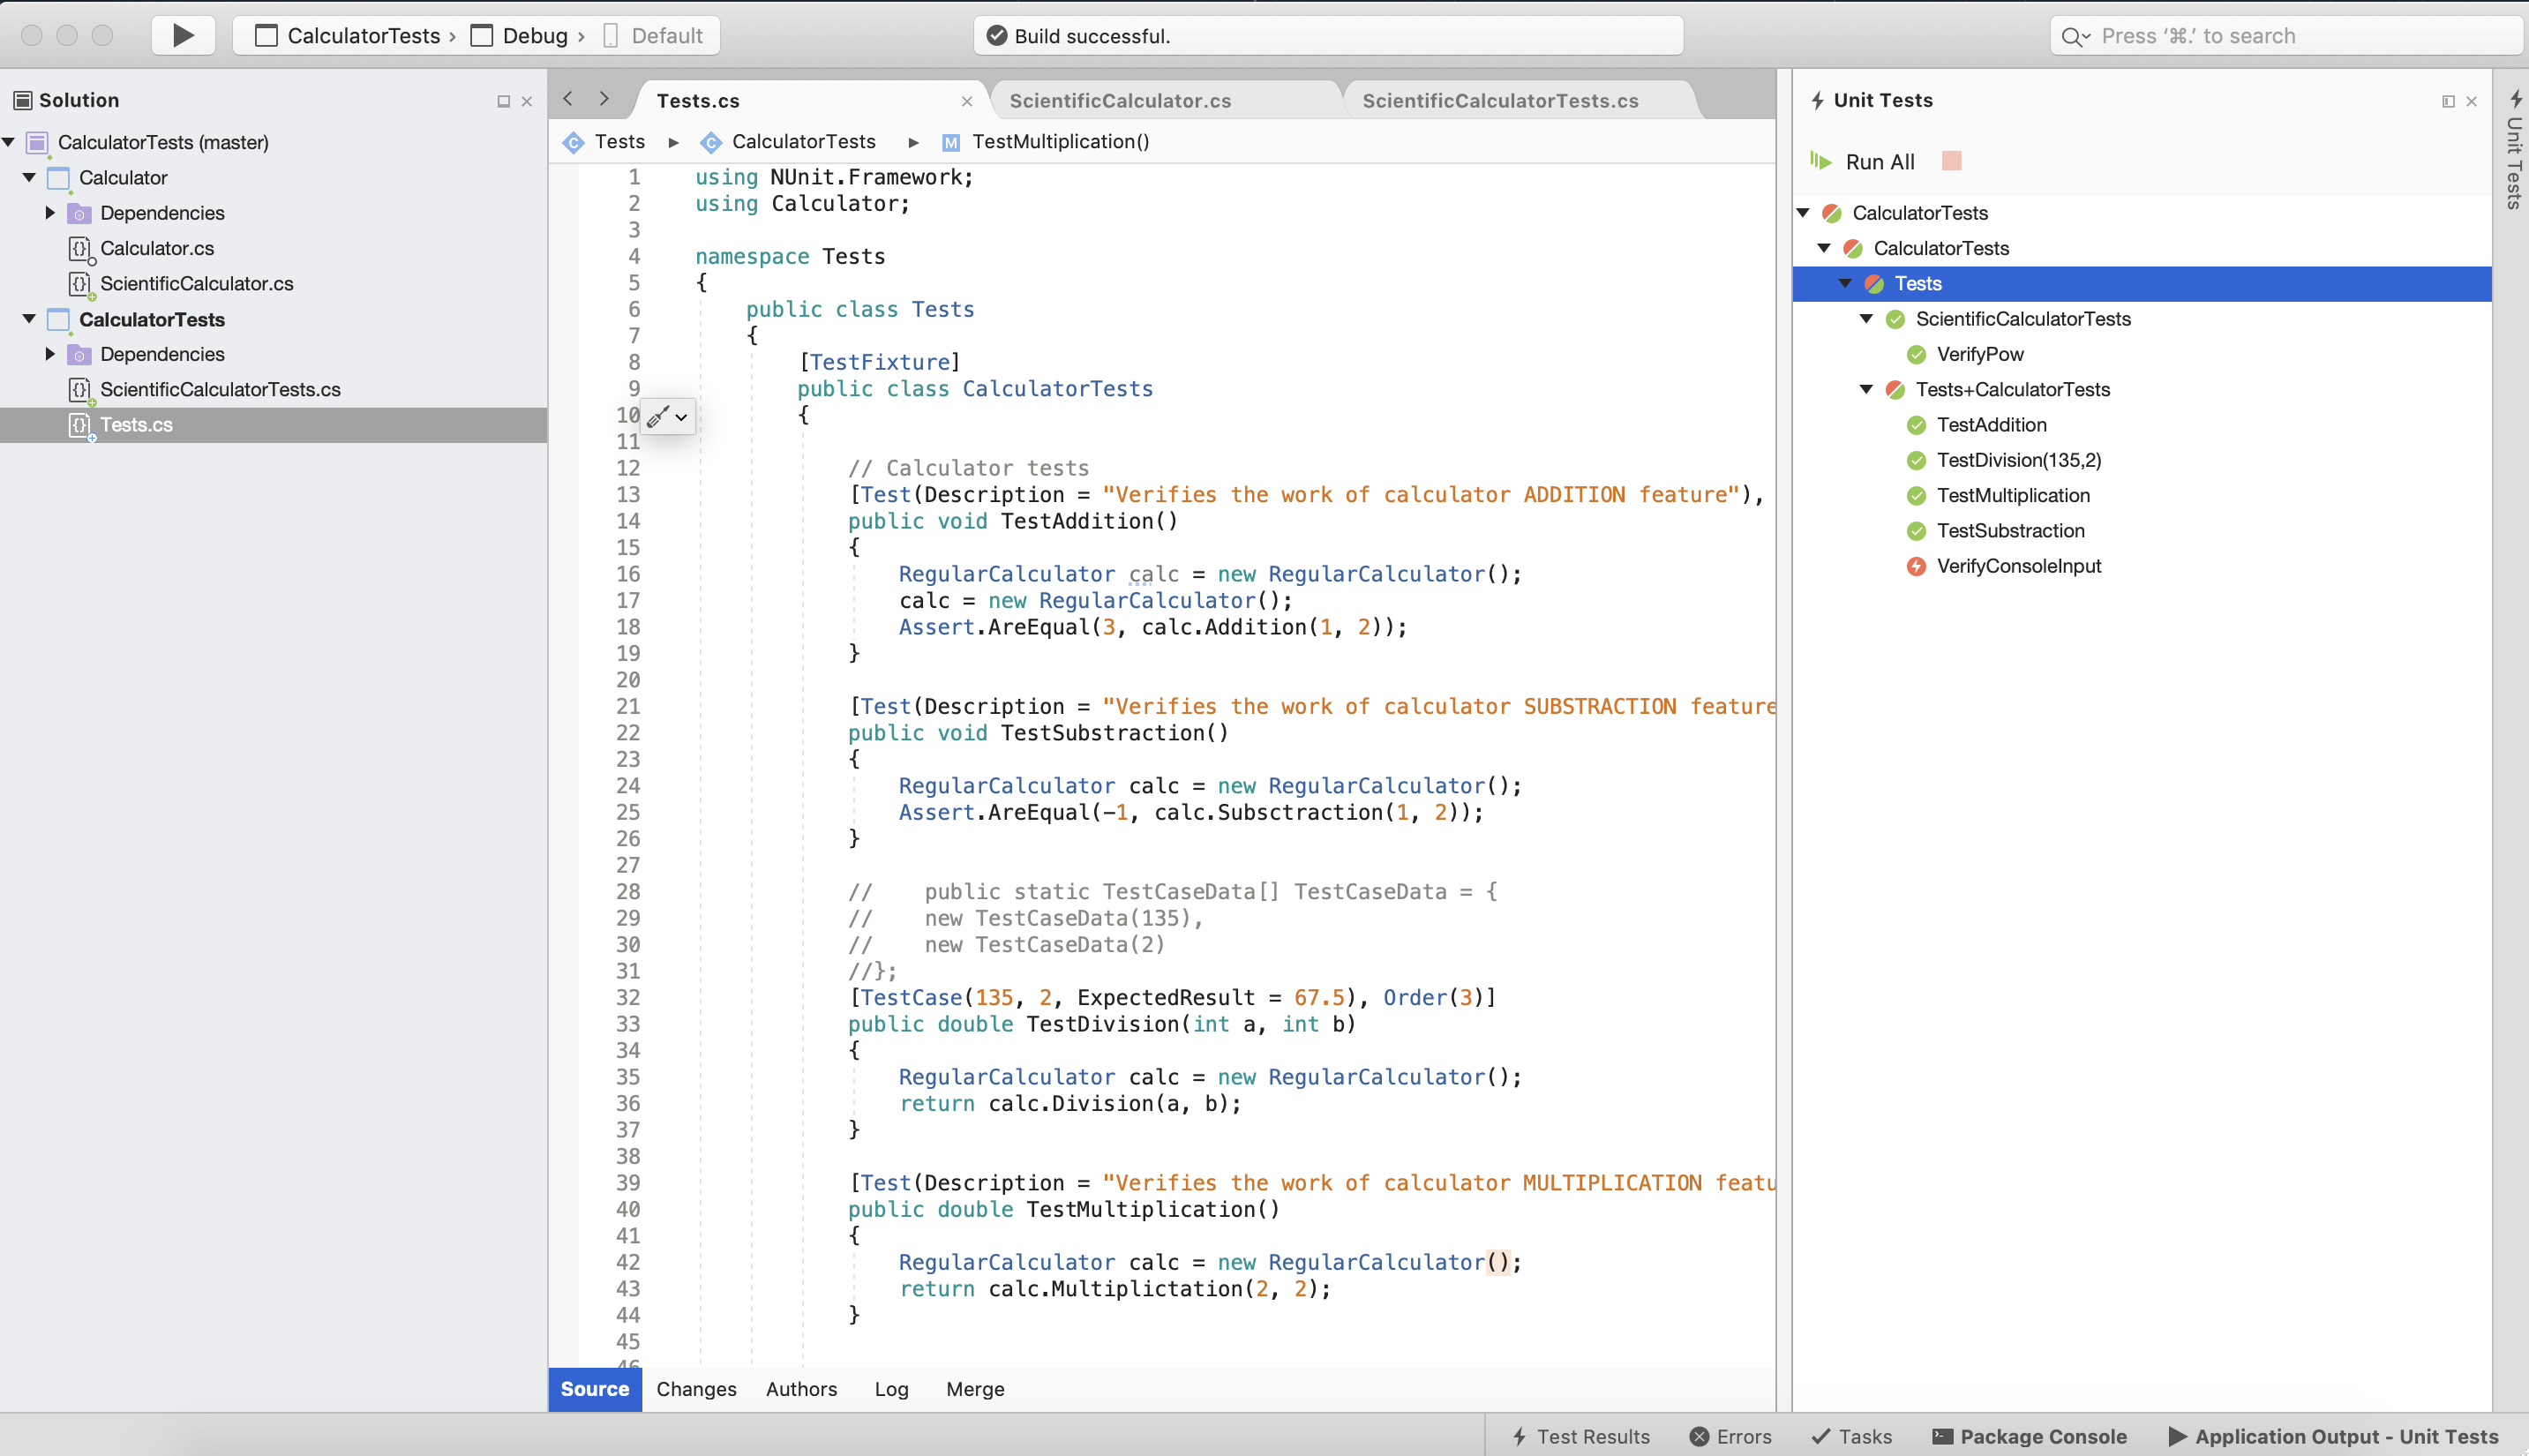 CalculatorTests › Debug › Default
Build successful.
Press ‘⌘.’ to search
Solution
CalculatorTests (master)
Calculator
Dependencies
Calculator.cs
ScientificCalculator.cs
CalculatorTests
Dependencies
ScientificCalculatorTests.cs
Tests.cs
Tests.cs
ScientificCalculator.cs
ScientificCalculatorTests.cs
Tests ▸ CalculatorTests ▸ M TestMultiplication()
1 using NUnit.Framework;
2 using Calculator;
3
4 namespace Tests
5 {
6 public class Tests
7 {
8 [TestFixture]
9 public class CalculatorTests
10 {
11
12 // Calculator tests
13 [Test(Description = "Verifies the work of calculator ADDITION feature"),
14 public void TestAddition()
15 {
16 RegularCalculator calc = new RegularCalculator();
17 calc = new RegularCalculator();
18 Assert.AreEqual(3, calc.Addition(1, 2));
19 }
20
21 [Test(Description = "Verifies the work of calculator SUBSTRACTION feature
22 public void TestSubstraction()
23 {
24 RegularCalculator calc = new RegularCalculator();
25 Assert.AreEqual(-1, calc.Subsctraction(1, 2));
26 }
27
28 // public static TestCaseData[] TestCaseData = {
29 // new TestCaseData(135),
30 // new TestCaseData(2)
31 //};
32 [TestCase(135, 2, ExpectedResult = 67.5), Order(3)]
33 public double TestDivision(int a, int b)
34 {
35 RegularCalculator calc = new RegularCalculator();
36 return calc.Division(a, b);
37 }
38
39 [Test(Description = "Verifies the work of calculator MULTIPLICATION featu
40 public double TestMultiplication()
41 {
42 RegularCalculator calc = new RegularCalculator();
43 return calc.Multiplictation(2, 2);
44 }
45
46
Source Changes Authors Log Merge
Unit Tests
Run All
CalculatorTests
CalculatorTests
Tests
ScientificCalculatorTests
VerifyPow
Tests+CalculatorTests
TestAddition
TestDivision(135,2)
TestMultiplication
TestSubstraction
VerifyConsoleInput
Unit Tests
Test Results Errors Tasks Package Console Application Output - Unit Tests